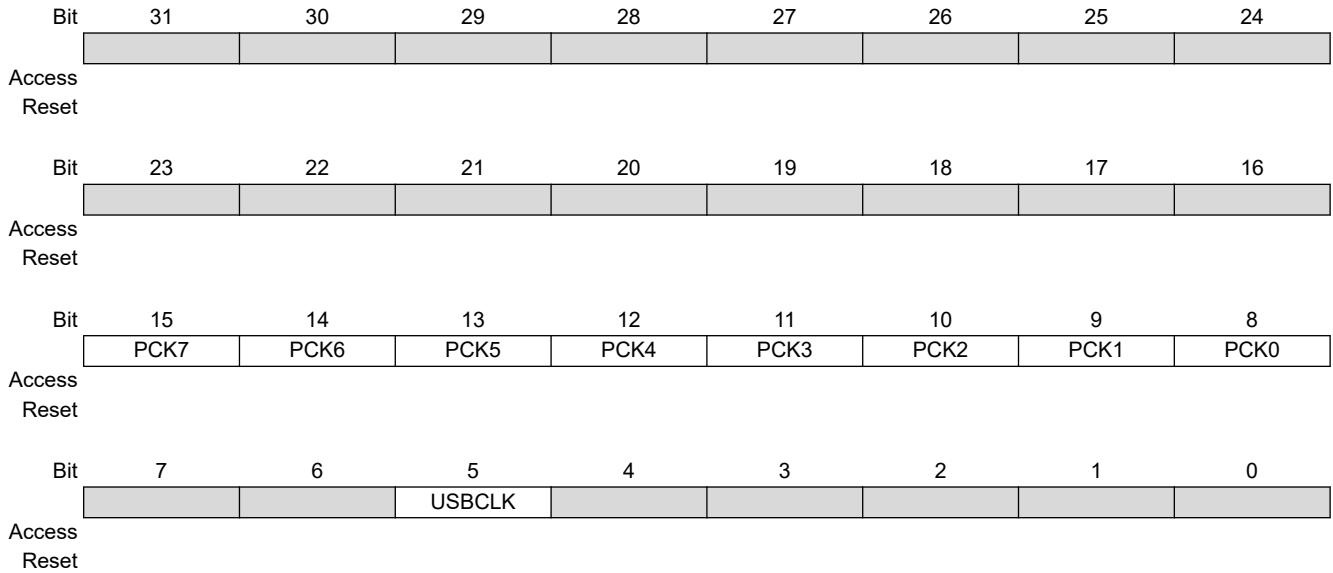 Bit 31 30 29 28 27 26 25 24
Access
Reset
Bit 23 22 21 20 19 18 17 16
Access
Reset
Bit 15 14 13 12 11 10 9 8
PCK7 PCK6 PCK5 PCK4 PCK3 PCK2 PCK1 PCK0
Access
Reset
Bit 7 6 5 4 3 2 1 0
USBCLK
Access
Reset